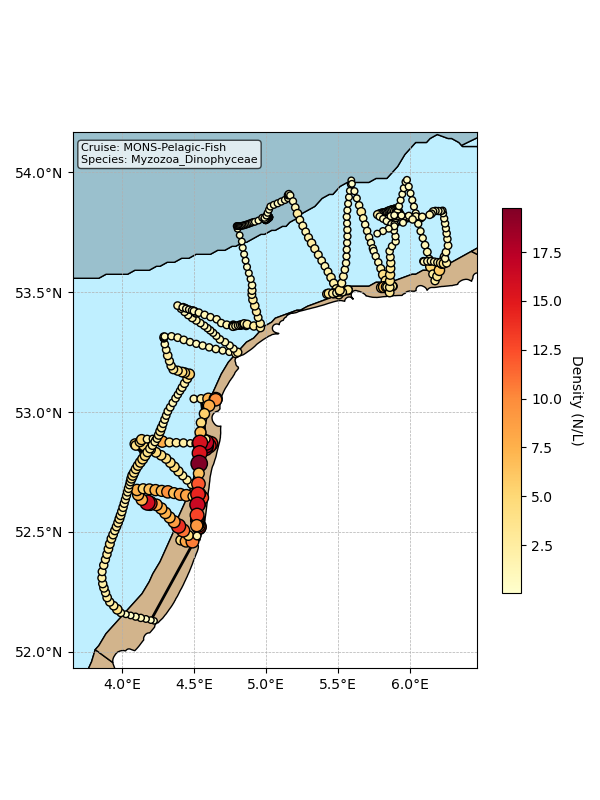 Cruise: MONS-Pelagic-Fish
Species: Myzozoa_Dinophyceae
54.0°N
53.5°N
53.0°N
52.5°N
52.0°N
4.0°E
4.5°E
5.0°E
5.5°E
6.0°E
17.5
15.0
12.5
10.0
7.5
5.0
2.5
Density (N/L)